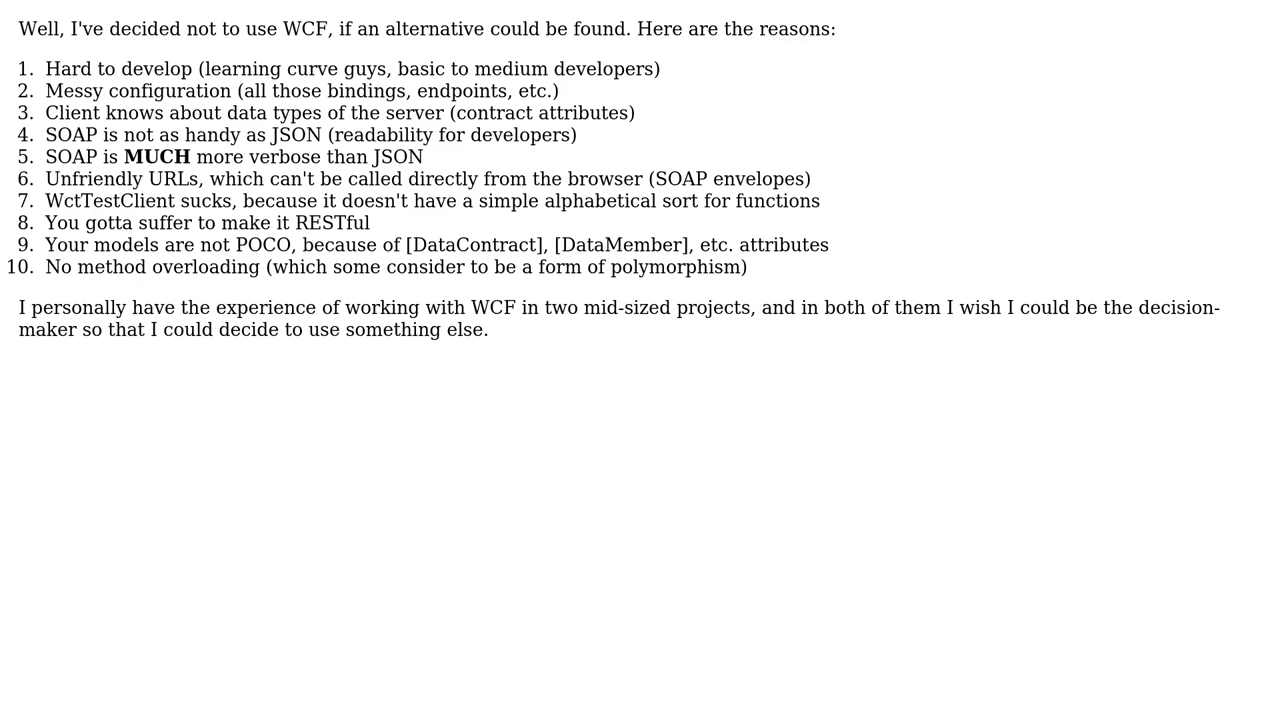 Well, I've decided not to use WCF, if an alternative could be found. Here are the reasons:
1. Hard to develop (learning curve guys, basic to medium developers)
2. Messy configuration (all those bindings, endpoints, etc.)
3. Client knows about data types of the server (contract attributes)
4. SOAP is not as handy as JSON (readability for developers)
5. SOAP is MUCH more verbose than JSON
6. Unfriendly URLs, which can't be called directly from the browser (SOAP envelopes)
7. WctTestClient sucks, because it doesn't have a simple alphabetical sort for functions
8. You gotta suffer to make it RESTful
9. Your models are not POCO, because of [DataContract], [DataMember], etc. attributes
10. No method overloading (which some consider to be a form of polymorphism)
I personally have the experience of working with WCF in two mid-sized projects, and in both of them I wish I could be the decision-
maker so that I could decide to use something else.